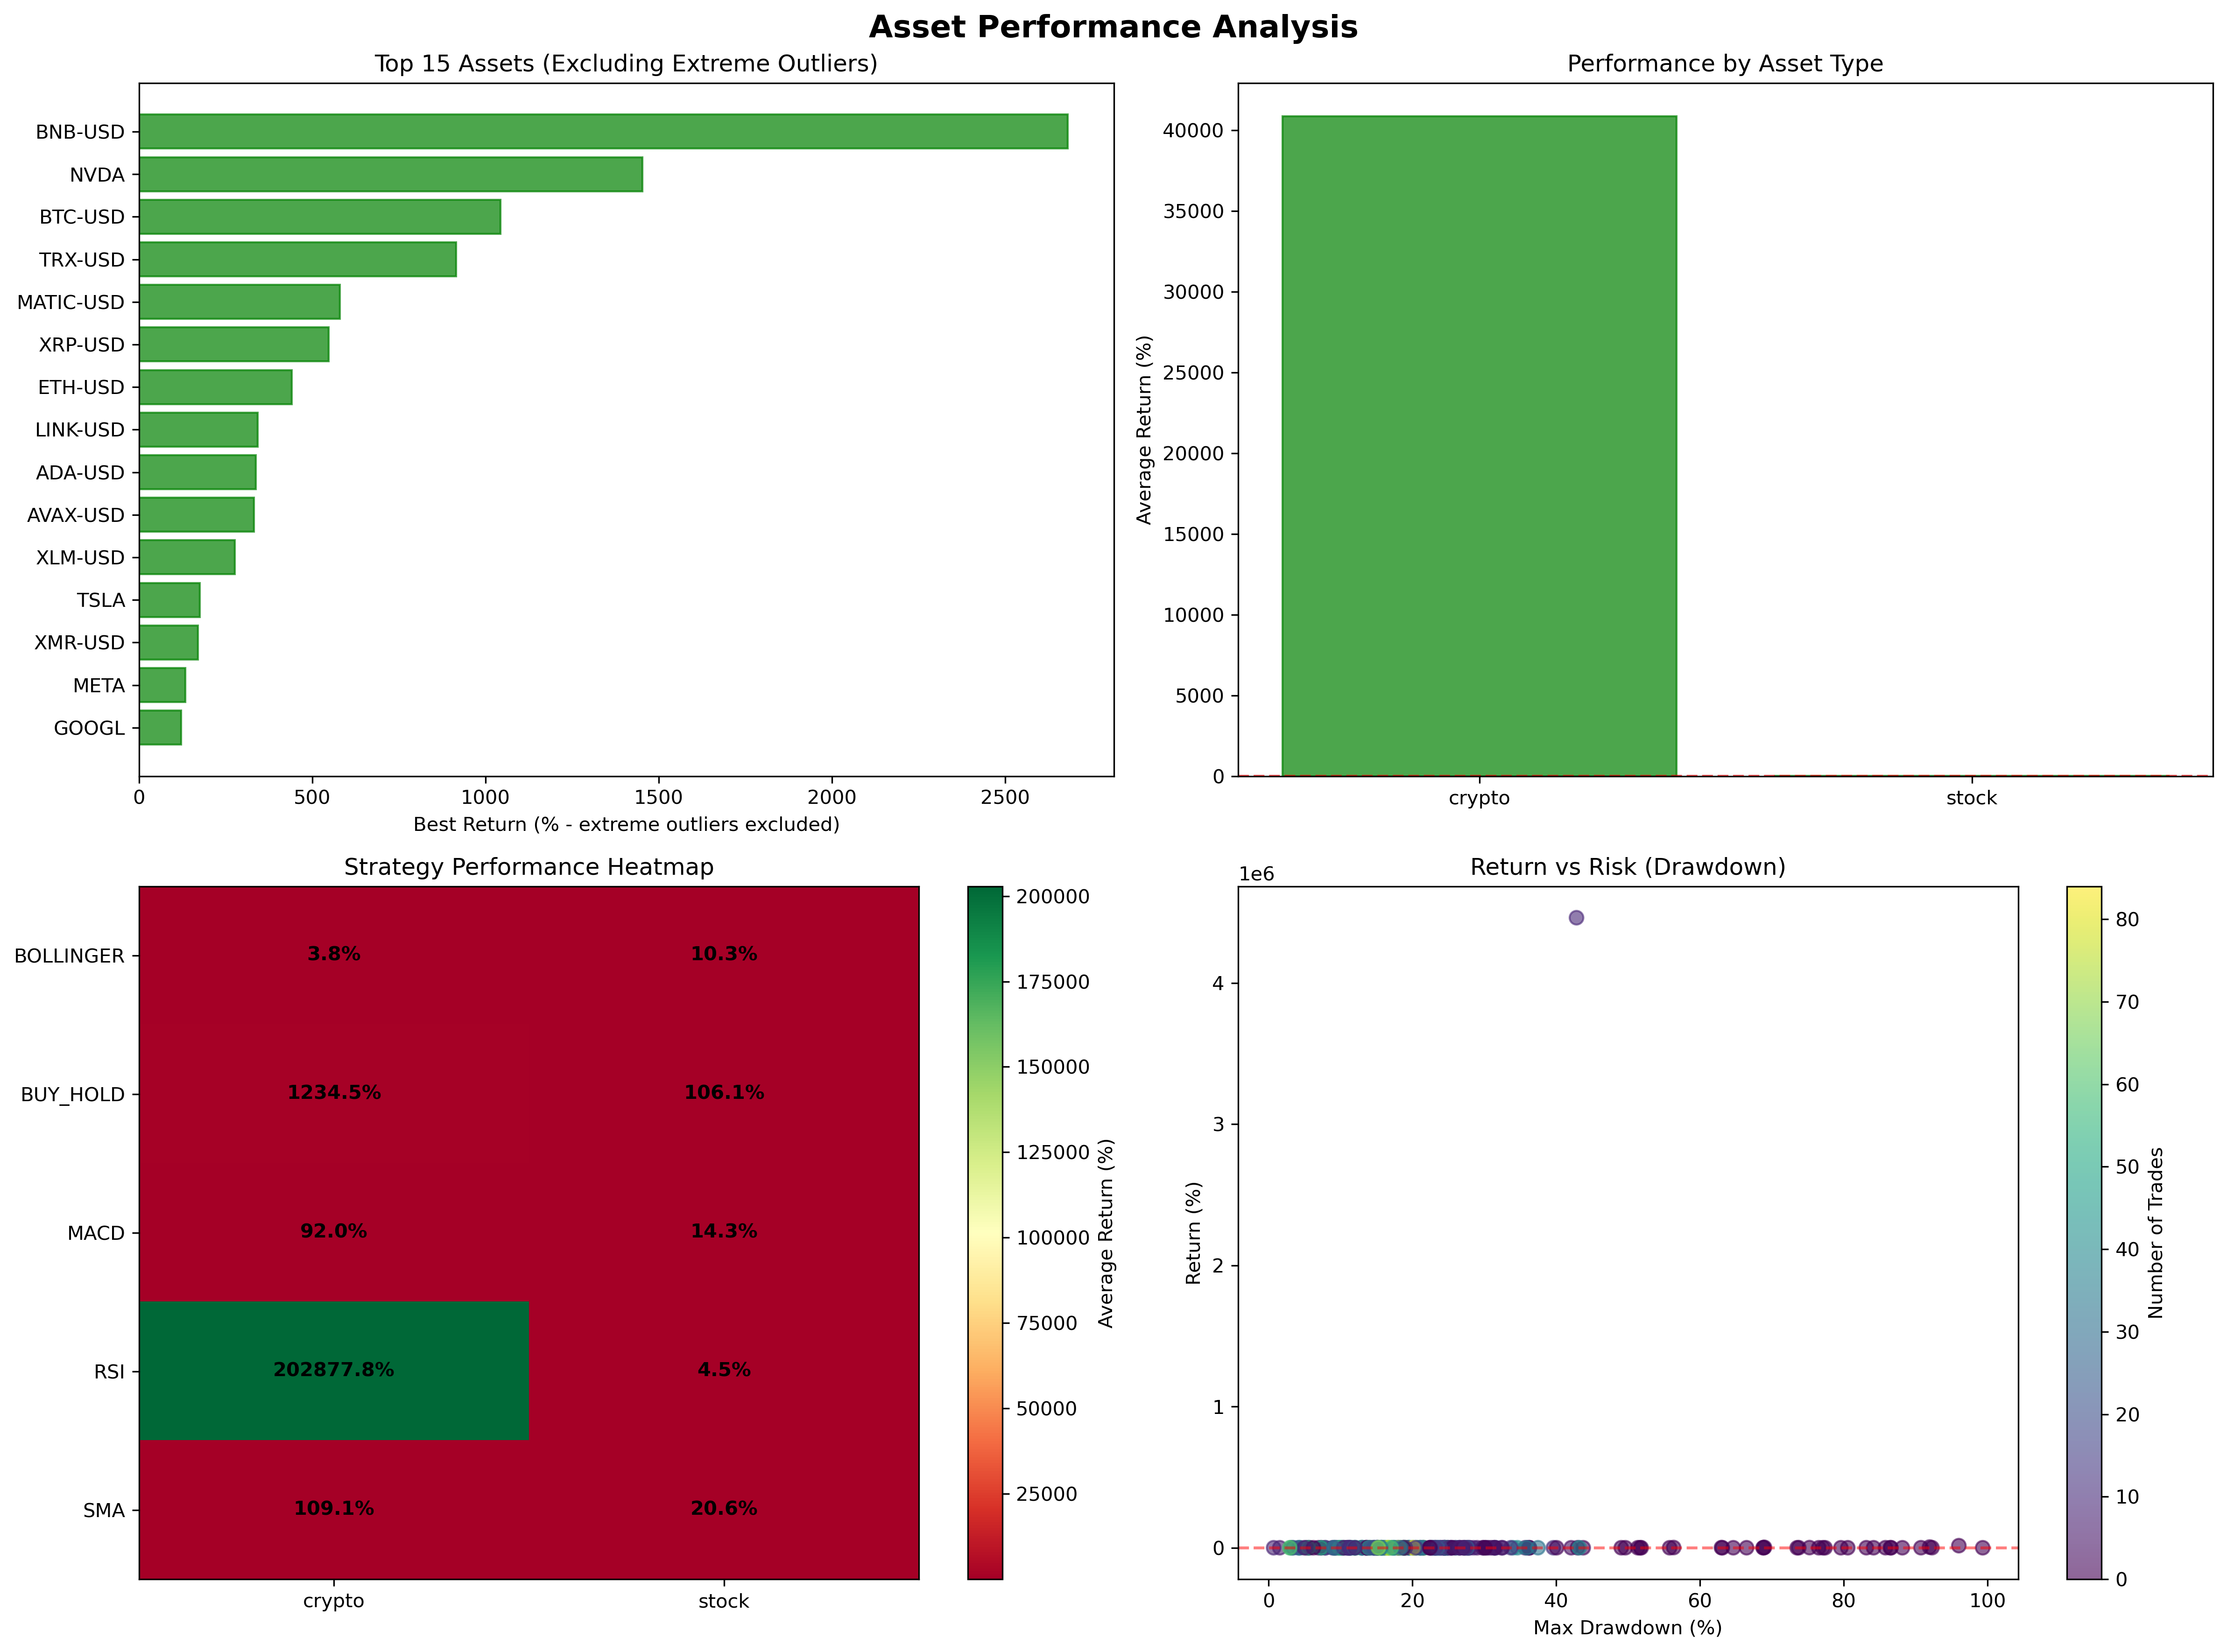 Asset Performance Analysis
Top 15 Assets (Excluding Extreme Outliers)
BNB-USD
NVDA
BTC-USD
TRX-USD
MATIC-USD
XRP-USD
ETH-USD
LINK-USD
ADA-USD
AVAX-USD
XLM-USD
TSLA
XMR-USD
META
GOOGL
0 500 1000 1500 2000 2500
Best Return (% - extreme outliers excluded)
Performance by Asset Type
Average Return (%)
40000
35000
30000
25000
20000
15000
10000
5000
0
crypto stock
Strategy Performance Heatmap
BOLLINGER 3.8% 10.3%
BUY_HOLD 1234.5% 106.1%
MACD 92.0% 14.3%
RSI 202877.8% 4.5%
SMA 109.1% 20.6%
crypto stock
200000
175000
150000
125000
100000
75000
50000
25000
Average Return (%)
Return vs Risk (Drawdown)
1e6
Return (%)
4
3
2
1
0
0 20 40 60 80 100
Max Drawdown (%)
80
70
60
50
40
30
20
10
0
Number of Trades